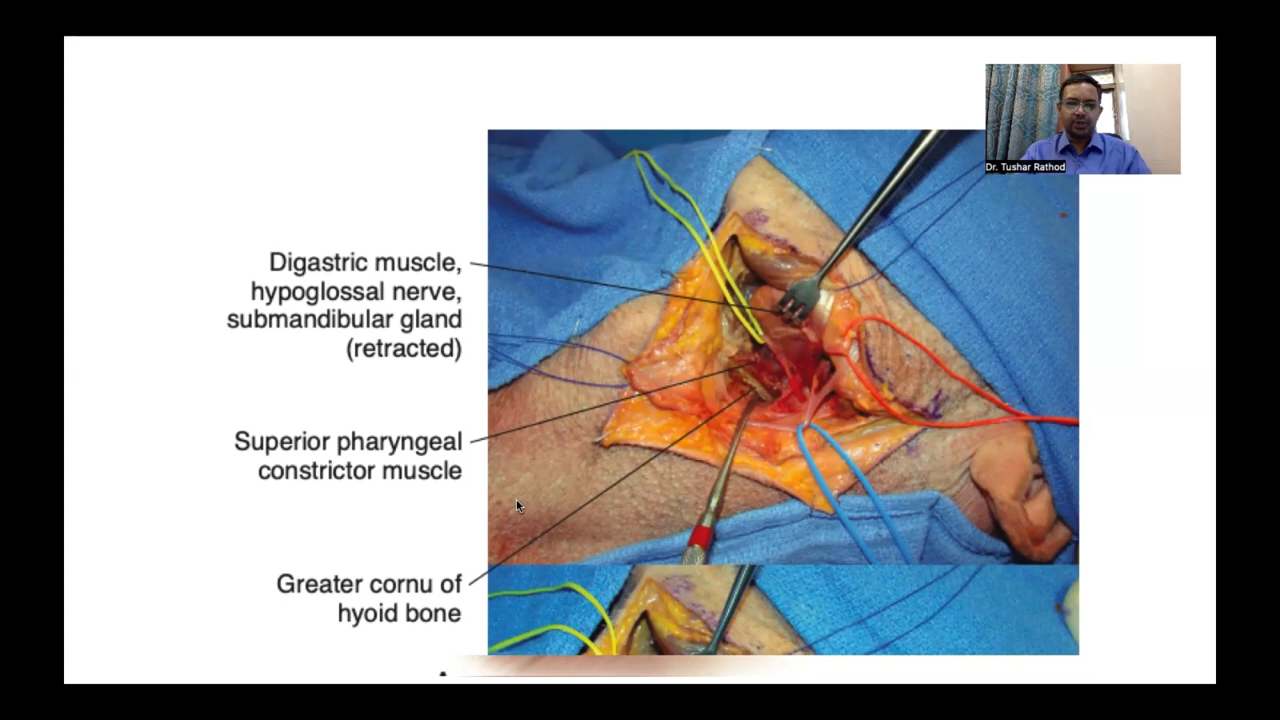 Dr. Tushar Rathod
Digastric muscle,
hypoglossal nerve,
submandibular gland
(retracted)
Superior pharyngeal
constrictor muscle
Greater cornu of
hyoid bone